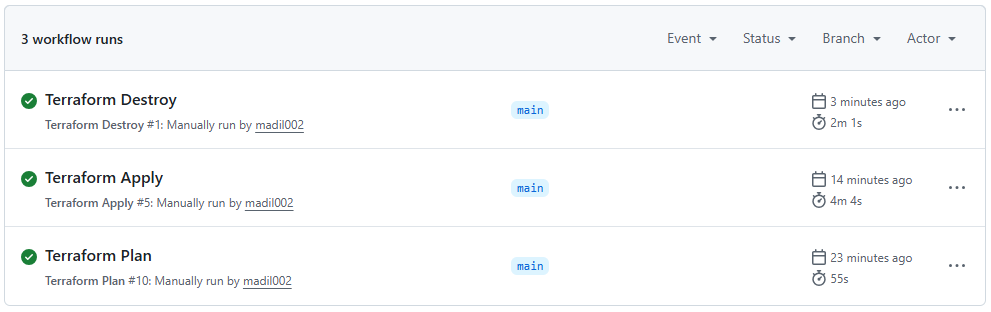 3 workflow runs
Event Status Branch Actor
Terraform Destroy
Terraform Destroy #1: Manually run by madil002
main
3 minutes ago
2m 1s
Terraform Apply
Terraform Apply #5: Manually run by madil002
main
14 minutes ago
4m 4s
Terraform Plan
Terraform Plan #10: Manually run by madil002
main
23 minutes ago
55s